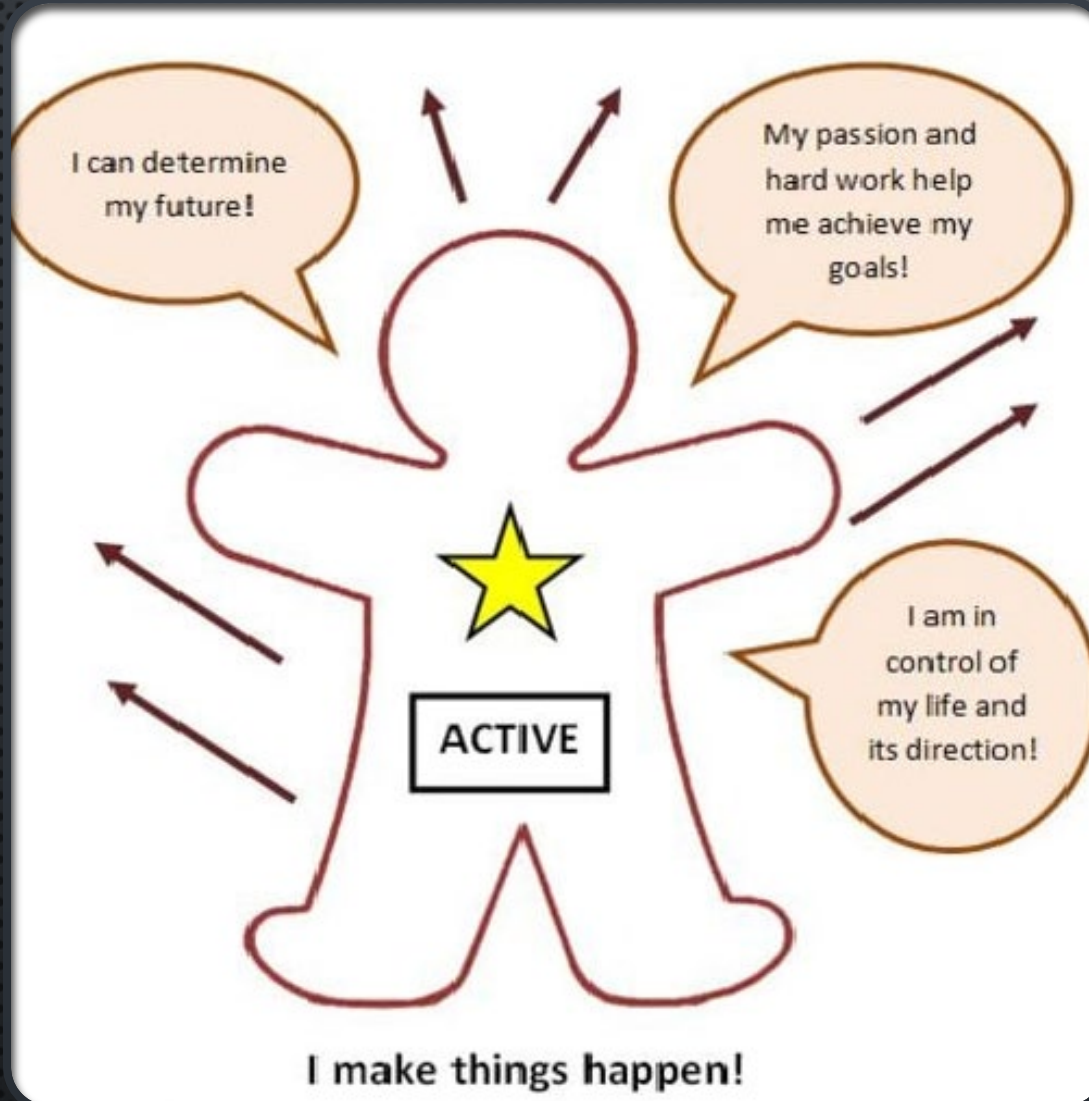 I can determine
my future!
My passion and
hard work help
me achieve my
goals!
I am in
control of
my life and
its direction!
ACTIVE
I make things happen!